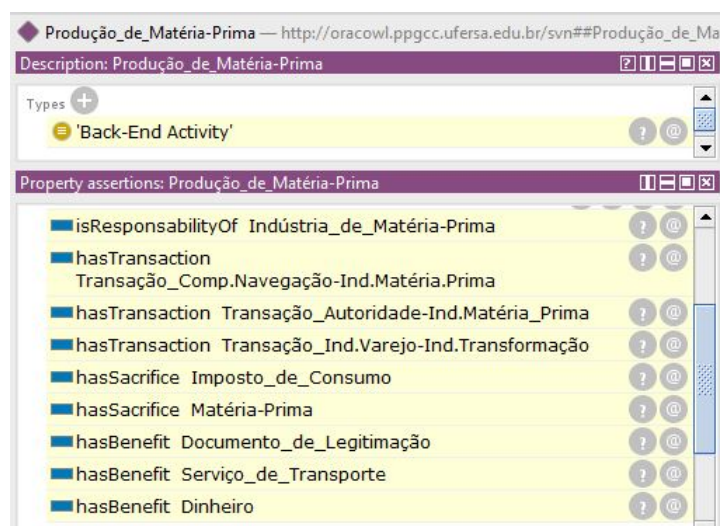 Produção_de_Matéria-Prima — http://oracowl.ppgcc.ufersa.edu.br/svn##Produção_de_Ma
Description: Produção_de_Matéria-Prima
Types
'Back-End Activity'
Property assertions: Produção_de_Matéria-Prima
isResponsabilityOf Indústria_de_Matéria-Prima
hasTransaction
Transação_Comp.Navegação-Ind.Matéria.Prima
hasTransaction Transação_Autoridade-Ind.Matéria_Prima
hasTransaction Transação_Ind.Varejo-Ind.Transformação
hasSacrifice Imposto_de_Consumo
hasSacrifice Matéria-Prima
hasBenefit Documento_de_Legitimação
hasBenefit Serviço_de_Transporte
hasBenefit Dinheiro